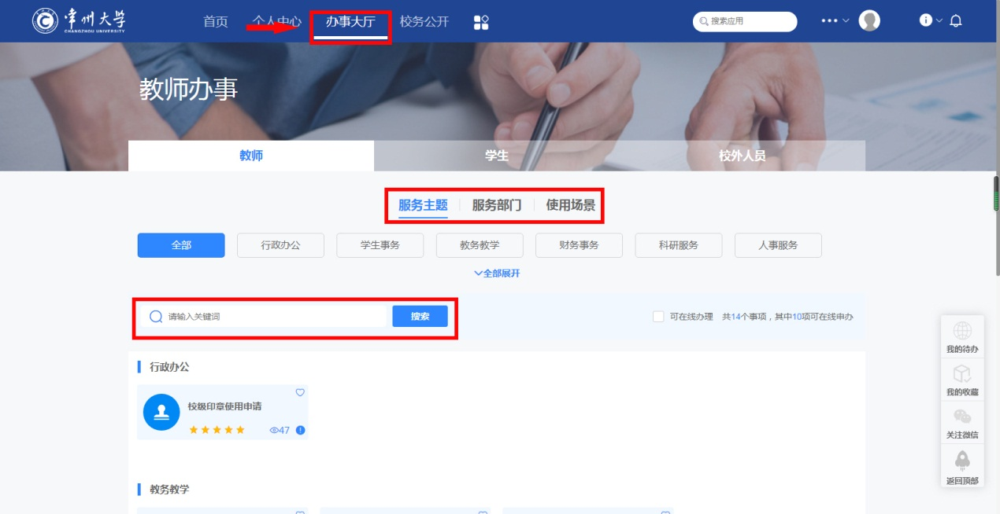 常州大学
CHANGZHOU UNIVERSITY
首页 个人中心 办事大厅 校务公开
搜索应用
教师办事
教师 学生 校外人员
服务主题 服务部门 使用场景
全部 行政办公 学生事务 教务教学 财务事务 科研服务 人事服务
全部展开
请输入关键词 搜索 可在线办理 共14个事项，其中10项可在线申办
行政办公
校级印章使用申请
47
教务教学
我的待办
我的收藏
关注微信
返回顶部